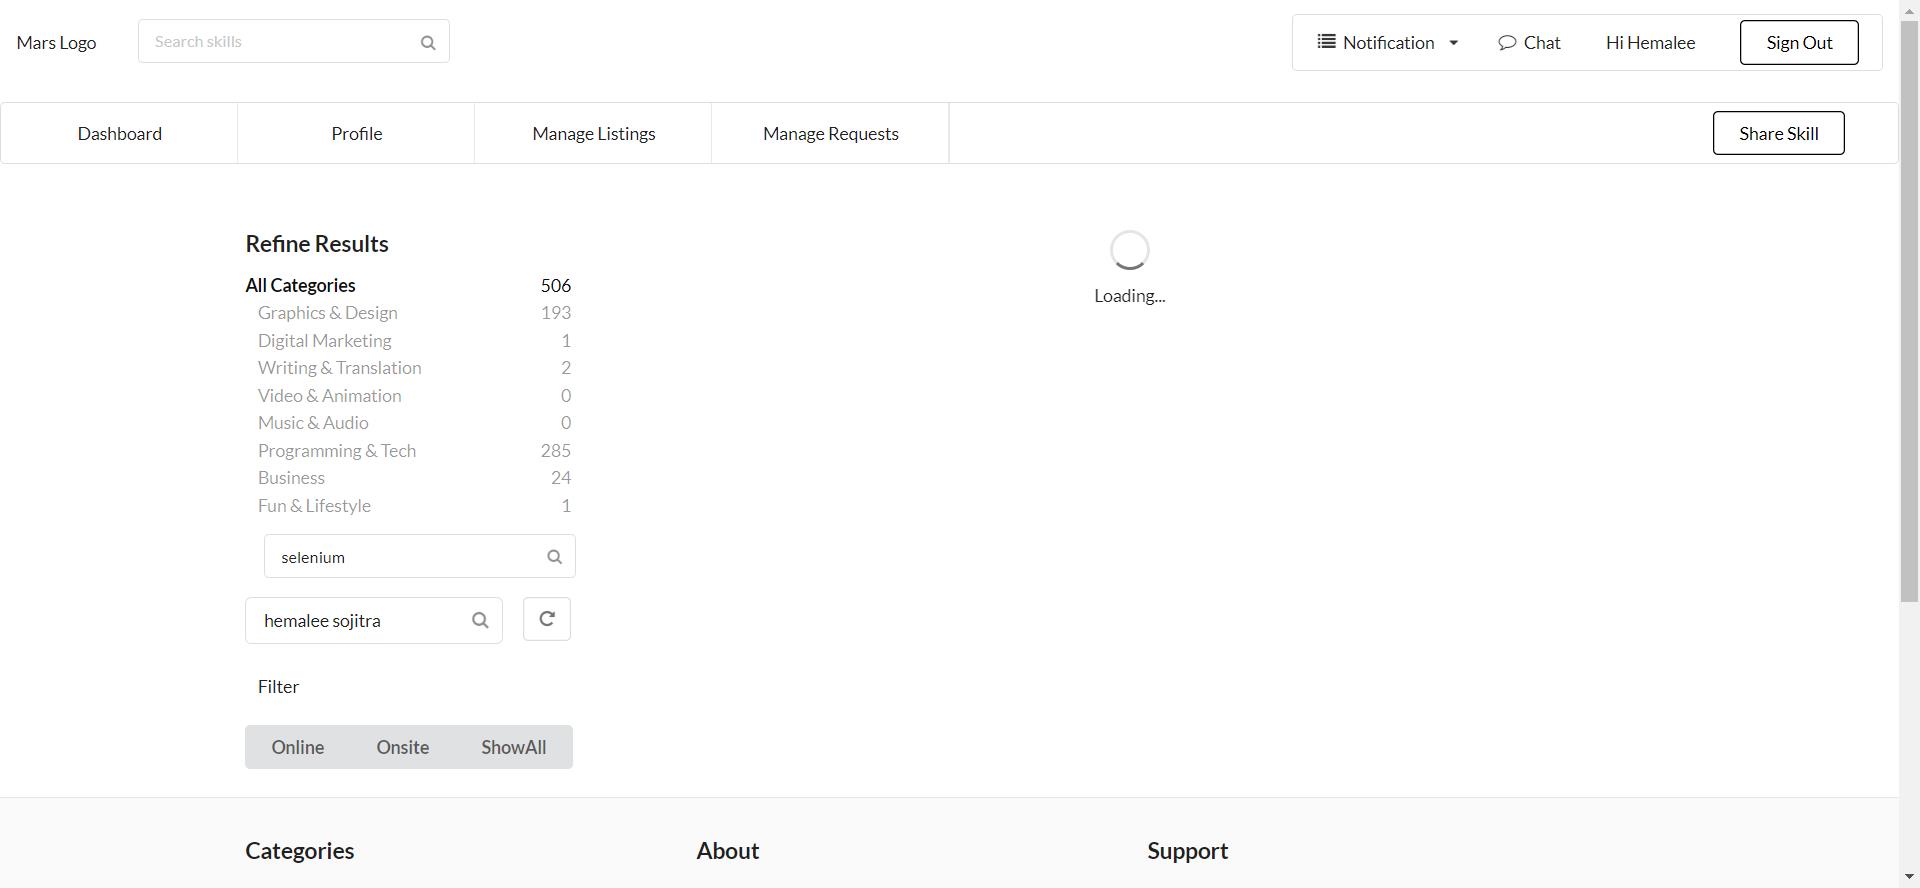 Mars Logo
Search skills
Notification
Chat
Hi Hemalee
Sign Out
Dashboard
Profile
Manage Listings
Manage Requests
Share Skill
Refine Results
All Categories 506
Graphics & Design 193
Digital Marketing 1
Writing & Translation 2
Video & Animation 0
Music & Audio 0
Programming & Tech 285
Business 24
Fun & Lifestyle 1
selenium
hemalee sojitra
Filter
Online Onsite ShowAll
Loading...
Categories
About
Support